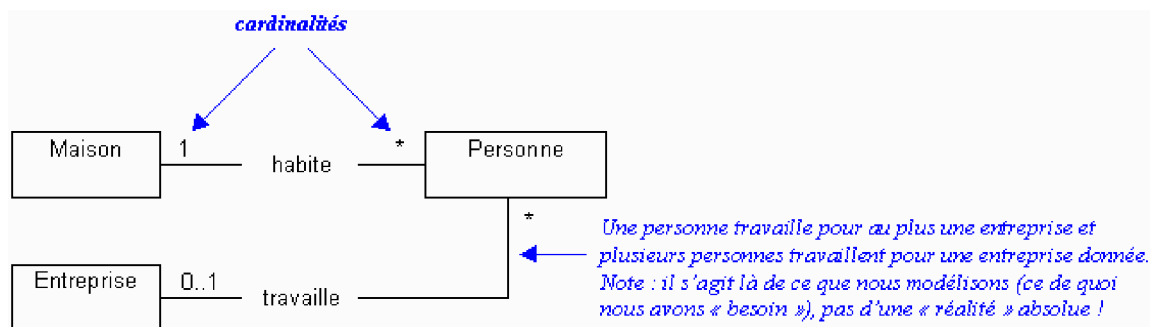 cardinalités
Maison
1
habite
*
Personne
*
Une personne travaille pour au plus une entreprise et
plusieurs personnes travaillent pour une entreprise donnée.
Note : il s'agit là de ce que nous modélisons (ce de quoi
nous avons « besoin »), pas d'une « réalité » absolue !
Entreprise
0..1
travaille